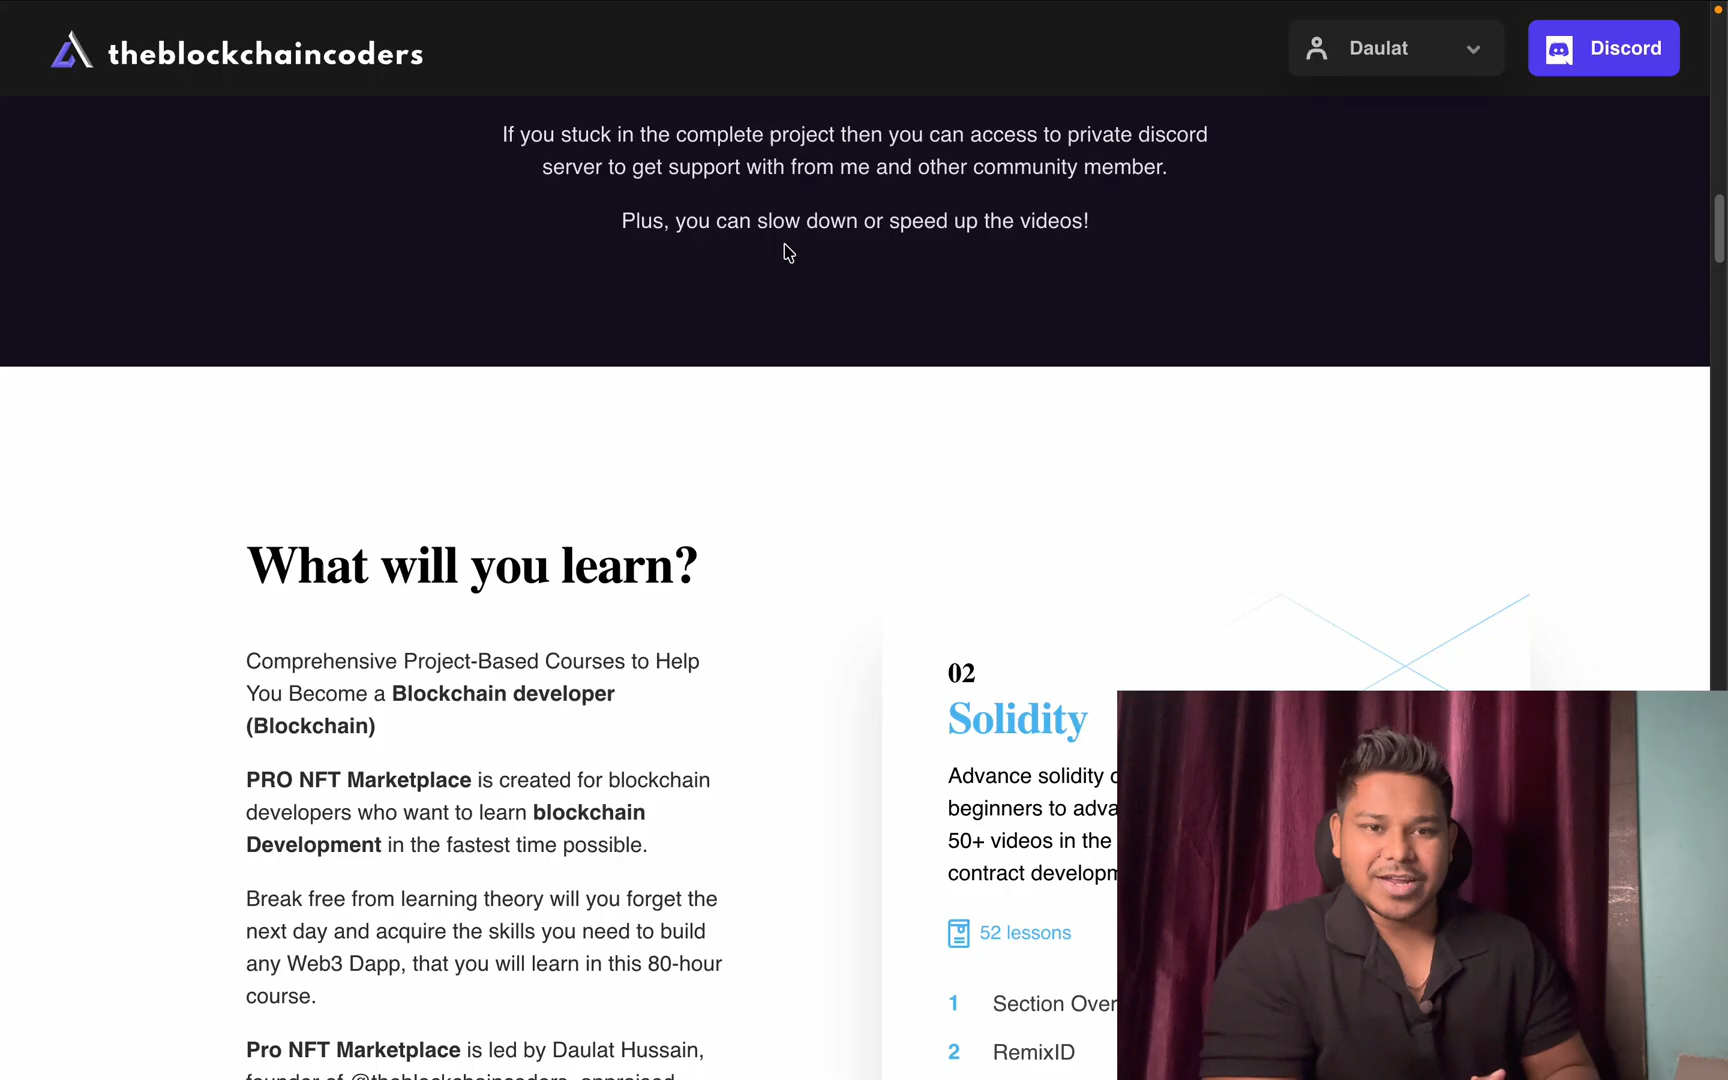 theblockchaincoders
Daulat
Discord
If you stuck in the complete project then you can access to private discord
server to get support with from me and other community member.
Plus, you can slow down or speed up the videos!
What will you learn?
Comprehensive Project-Based Courses to Help
You Become a Blockchain developer
(Blockchain)
PRO NFT Marketplace is created for blockchain
developers who want to learn blockchain
Development in the fastest time possible.
Break free from learning theory will you forget the
next day and acquire the skills you need to build
any Web3 Dapp, that you will learn in this 80-hour
course.
Pro NFT Marketplace is led by Daulat Hussain,
founder of @theblockchaincoders, appraised
02
Solidity
Advance solidity
beginners to adva
50+ videos in the
contract developm
52 lessons
1 Section Over
2 RemixID